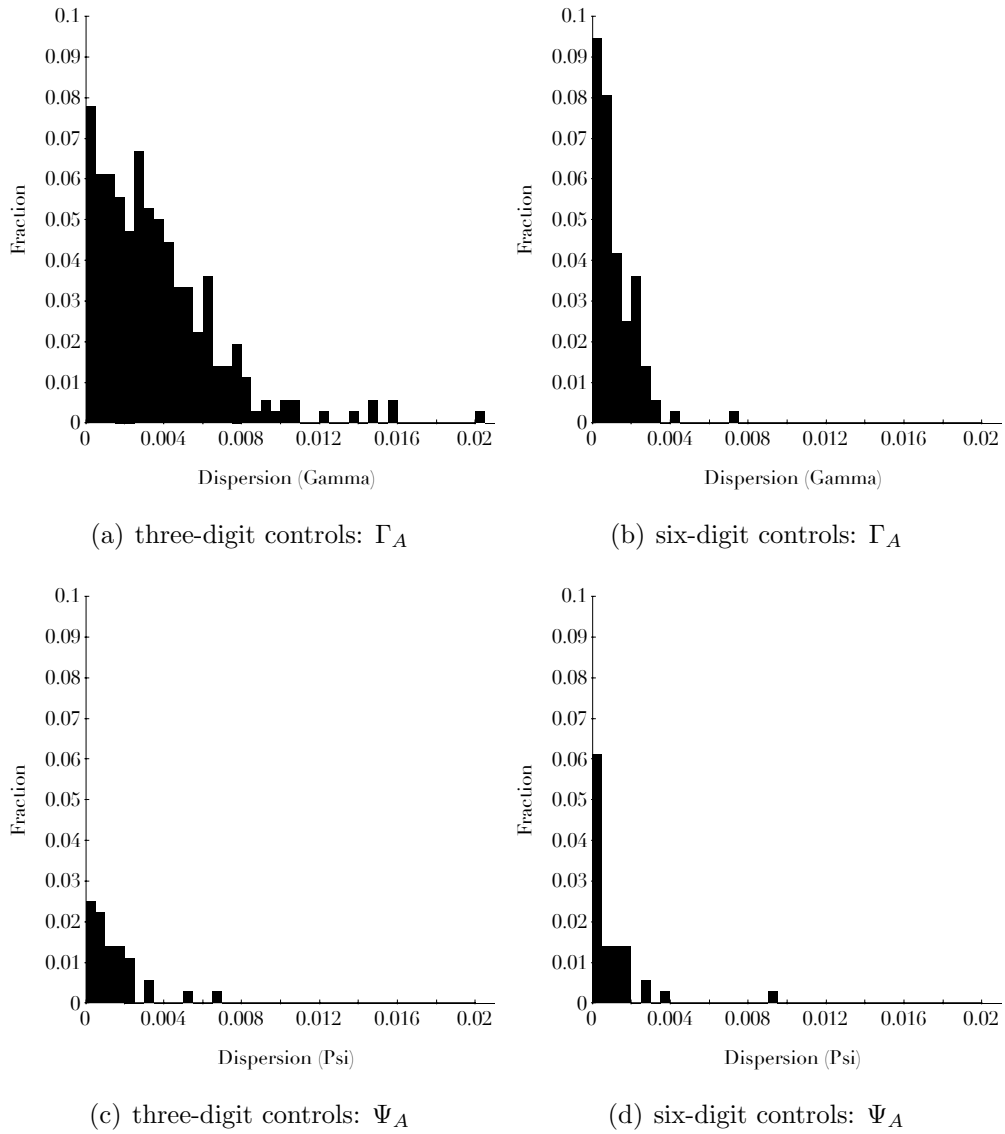 0.1
0.09
0.08
0.07
0.06
0.05
0.04
0.03
0.02
0.01
0
Fraction
0 0.004 0.008 0.012 0.016 0.02
Dispersion (Gamma)
(a) three-digit controls: Γ_A
0.1
0.09
0.08
0.07
0.06
0.05
0.04
0.03
0.02
0.01
0
Fraction
0 0.004 0.008 0.012 0.016 0.02
Dispersion (Gamma)
(b) six-digit controls: Γ_A
0.1
0.09
0.08
0.07
0.06
0.05
0.04
0.03
0.02
0.01
0
Fraction
0 0.004 0.008 0.012 0.016 0.02
Dispersion (Psi)
(c) three-digit controls: Ψ_A
0.1
0.09
0.08
0.07
0.06
0.05
0.04
0.03
0.02
0.01
0
Fraction
0 0.004 0.008 0.012 0.016 0.02
Dispersion (Psi)
(d) six-digit controls: Ψ_A